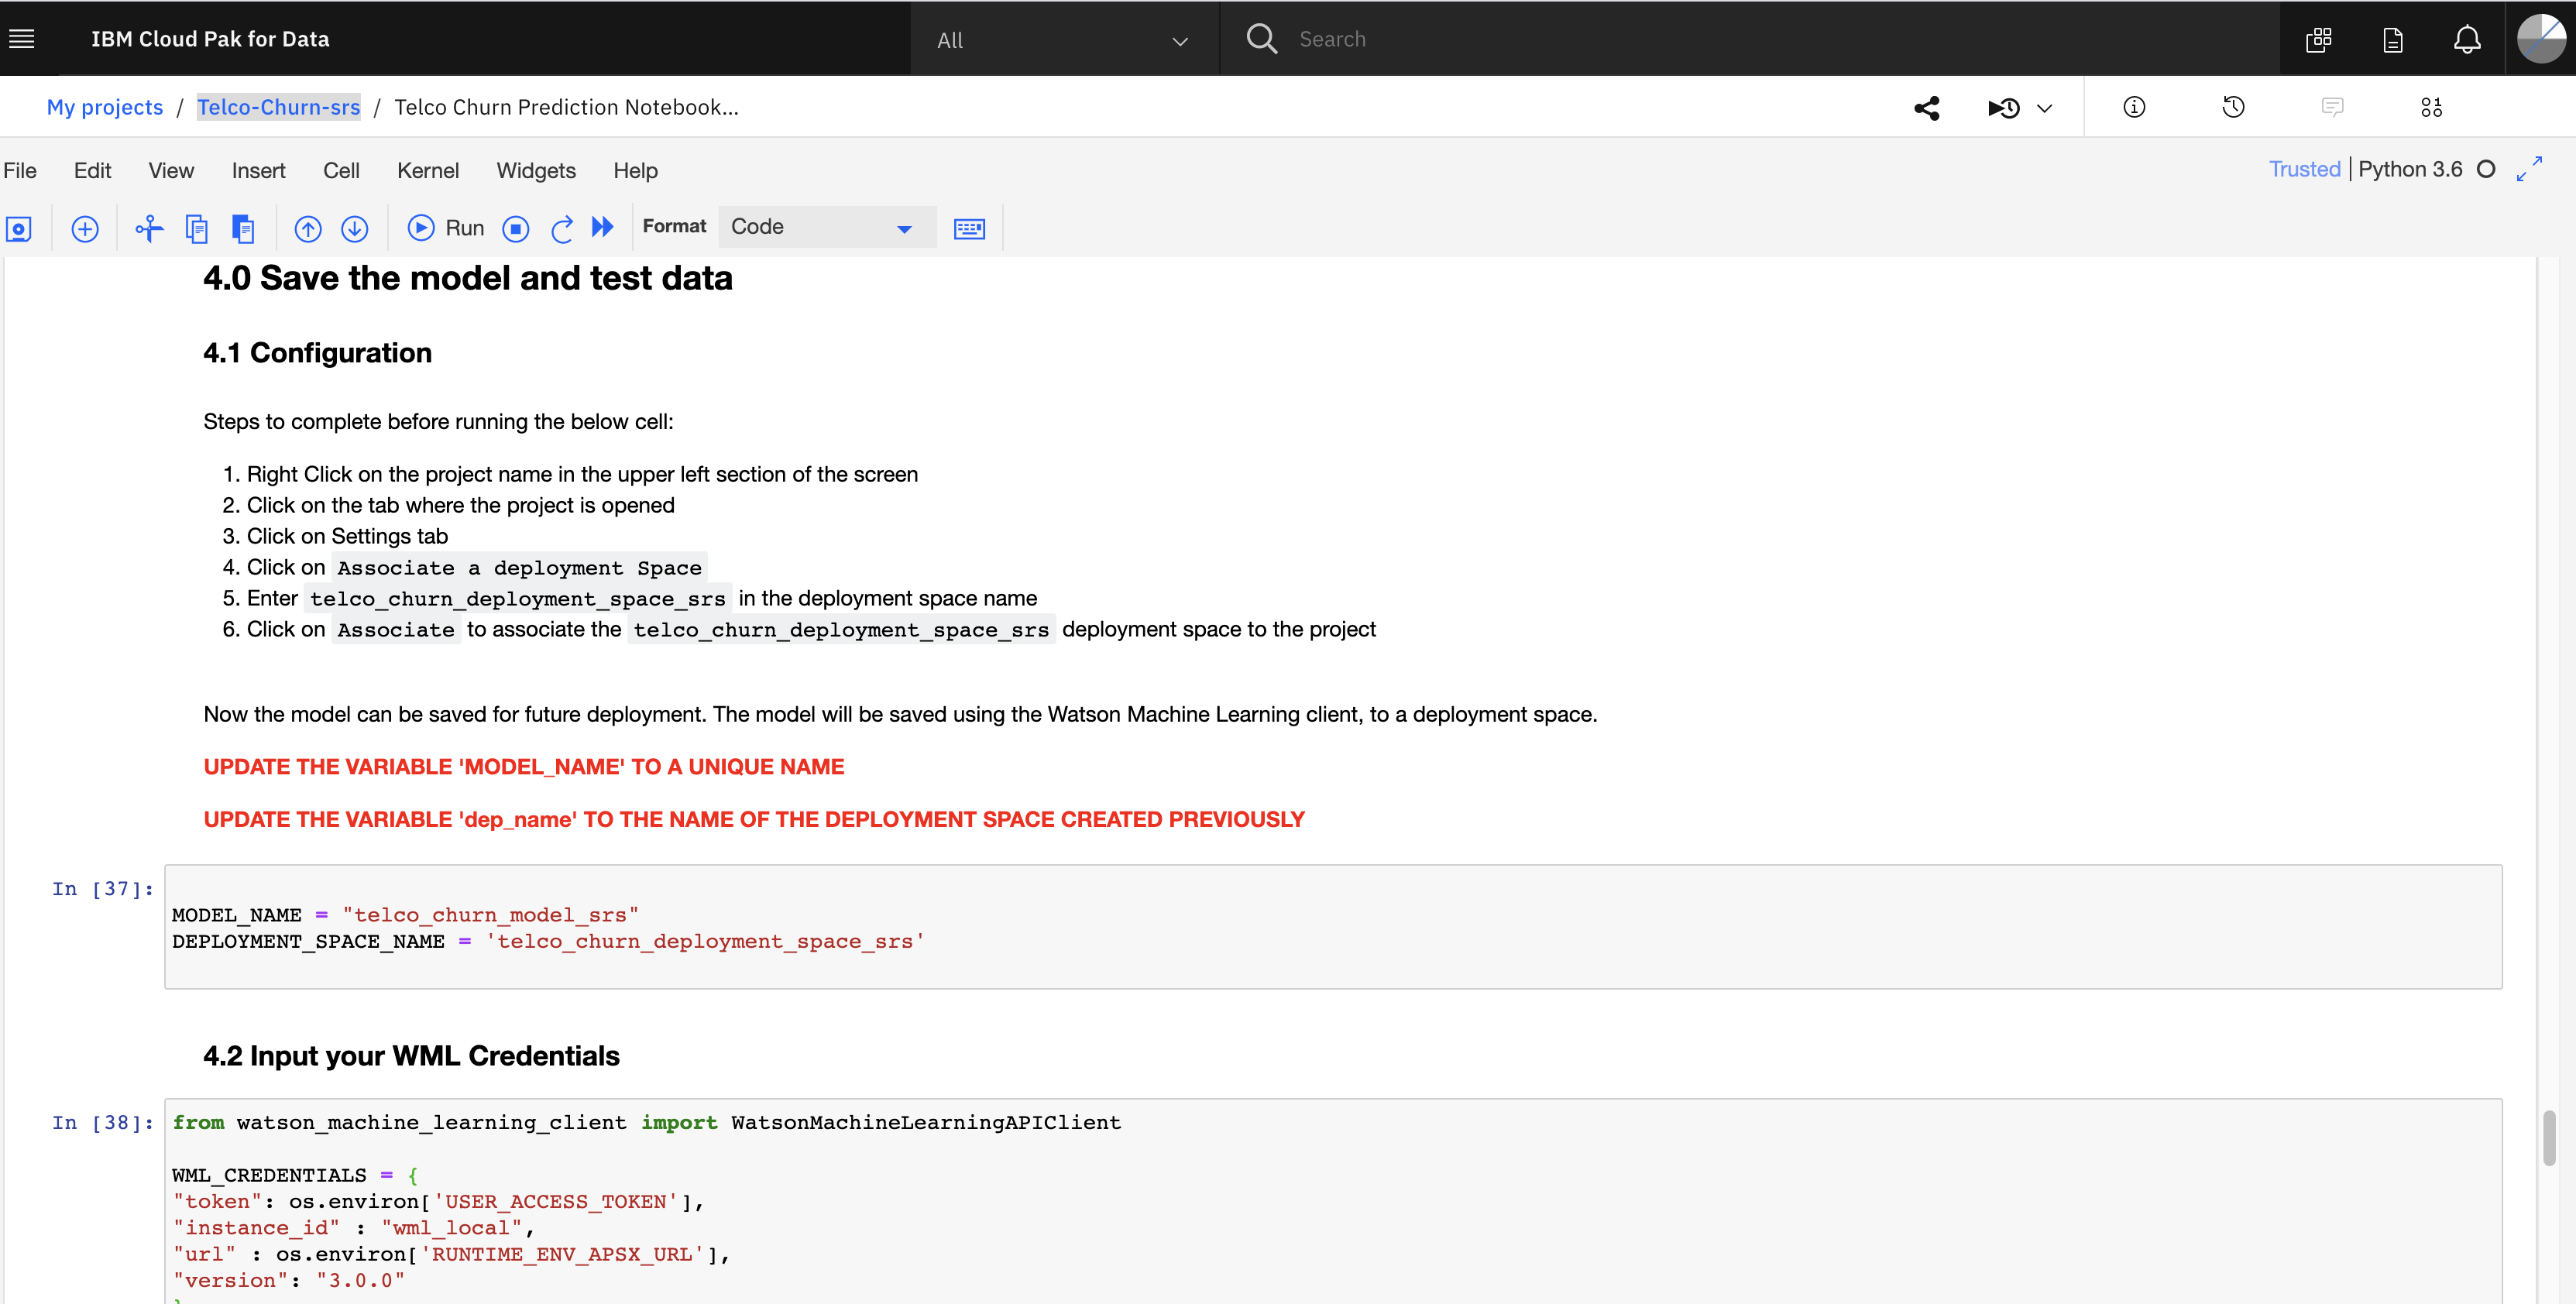 IBM Cloud Pak for Data
All
Search
My projects / Telco-Churn-srs / Telco Churn Prediction Notebook...
File Edit View Insert Cell Kernel Widgets Help
Trusted | Python 3.6
Run
Format
Code
4.0 Save the model and test data
4.1 Configuration
Steps to complete before running the below cell:
1. Right Click on the project name in the upper left section of the screen
2. Click on the tab where the project is opened
3. Click on Settings tab
4. Click on Associate a deployment Space
5. Enter telco_churn_deployment_space_srs in the deployment space name
6. Click on Associate to associate the telco_churn_deployment_space_srs deployment space to the project
Now the model can be saved for future deployment. The model will be saved using the Watson Machine Learning client, to a deployment space.
UPDATE THE VARIABLE 'MODEL_NAME' TO A UNIQUE NAME
UPDATE THE VARIABLE 'dep_name' TO THE NAME OF THE DEPLOYMENT SPACE CREATED PREVIOUSLY
In [37]:
MODEL_NAME = "telco_churn_model_srs"
DEPLOYMENT_SPACE_NAME = 'telco_churn_deployment_space_srs'
4.2 Input your WML Credentials
In [38]:
from watson_machine_learning_client import WatsonMachineLearningAPIClient
WML_CREDENTIALS = {
"token": os.environ['USER_ACCESS_TOKEN'],
"instance_id" : "wml_local",
"url" : os.environ['RUNTIME_ENV_APSX_URL'],
"version": "3.0.0"